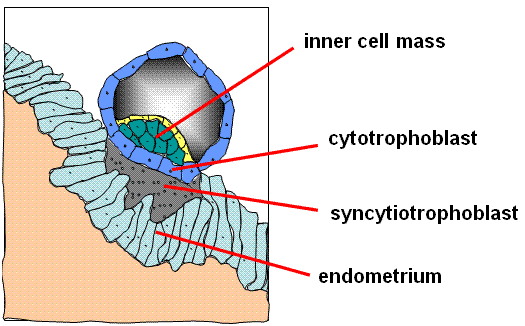 inner cell mass
cytotrophoblast
syncytiotrophoblast
endometrium